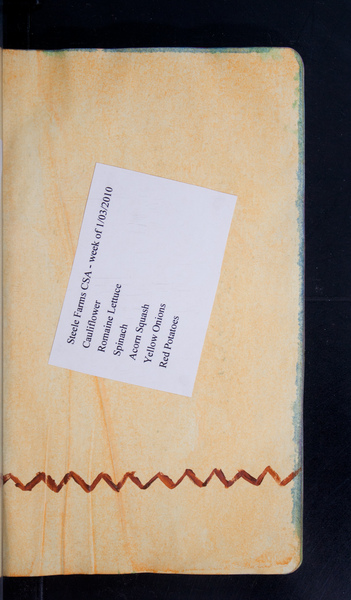 Steele Farms CSA - week of 1/03/2010
Cauliflower
Romaine Lettuce
Spinach
Acorn Squash
Yellow Onions
Red Potatoes